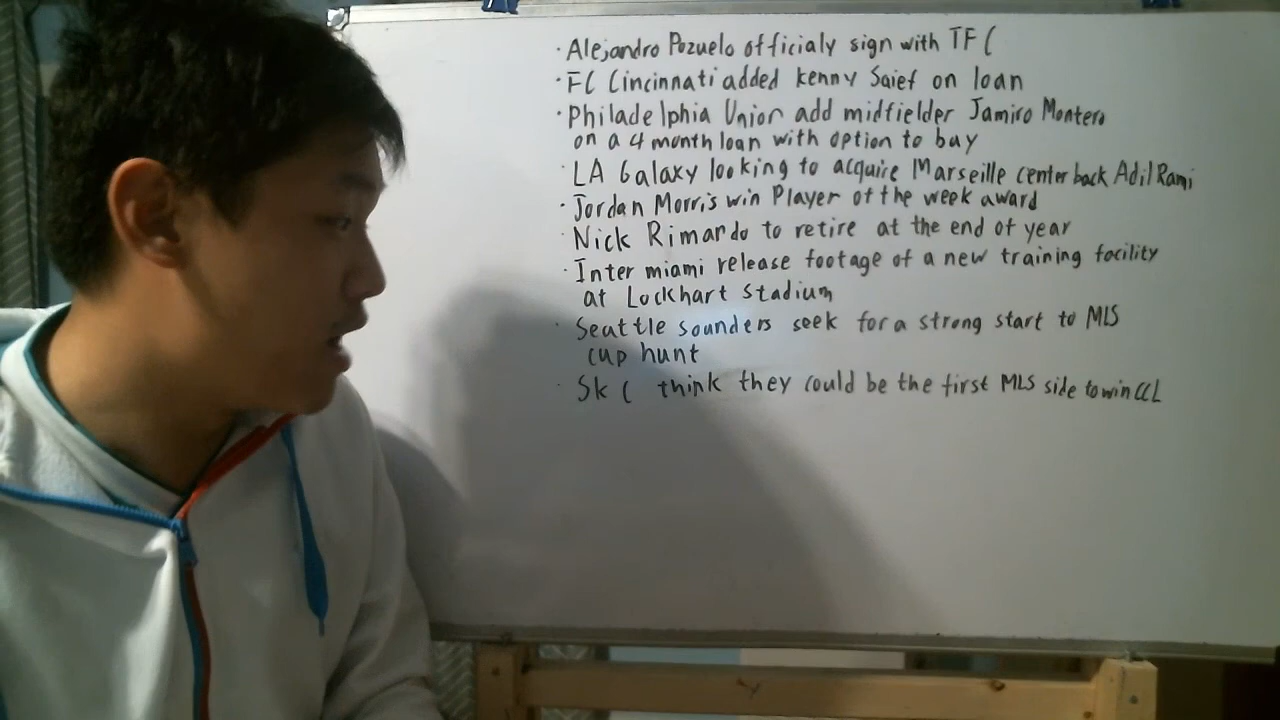 · Alejandro Pozuelo officialy sign with TFC
· FC Cincinnati added kenny Saief on loan
· Philadelphia Union add midfielder Jamiro Montero
on a 4 month loan with option to buy
· LA Galaxy looking to acquire Marseille center back Adil Rami
· Jordan Morris win Player of the week award
Nick Rimardo to retire at the end of year
· Inter miami release footage of a new training facility
at Lockhart Stadium
· Seattle sounders seek for a strong start to MLS
cup hunt
· SKC think they could be the first MLS side to win CCL